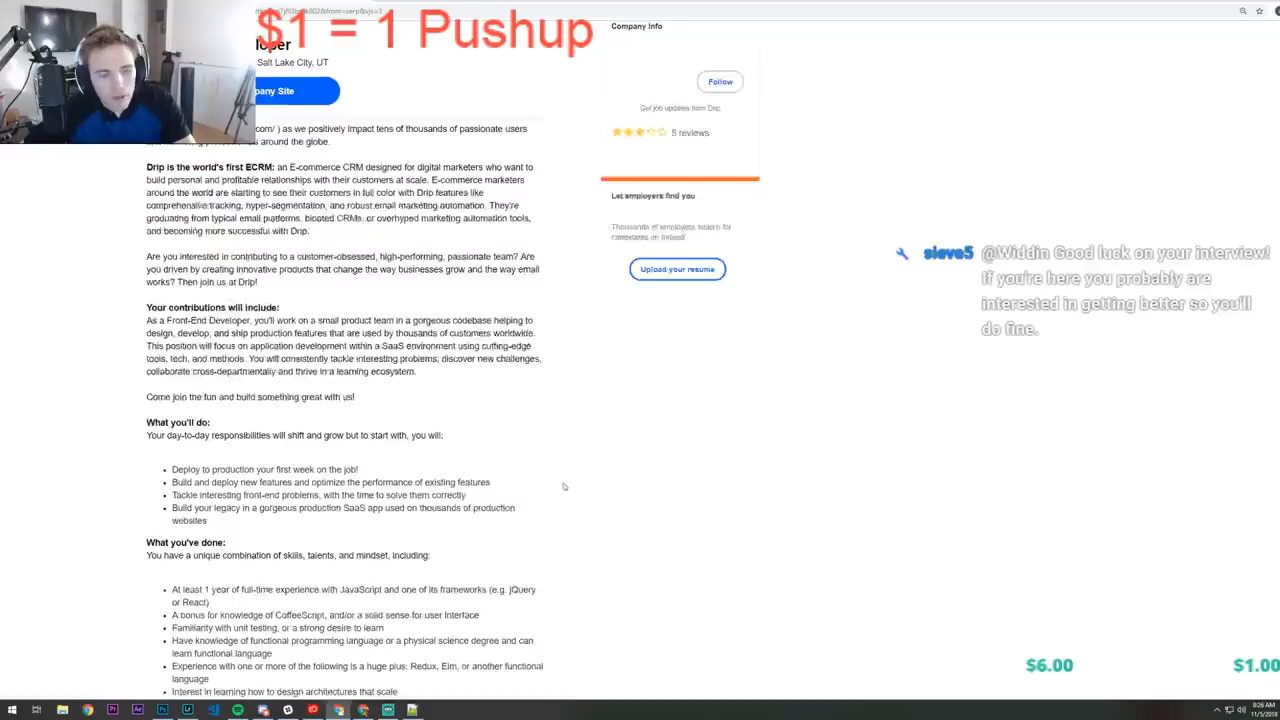 $1 = 1 Pushup
Salt Lake City, UT
com/ ) as we positively impact tens of thousands of passionate users
around the globe.
Drip is the world's first ECRM: an E-commerce CRM designed for digital marketers who want to
build personal and profitable relationships with their customers at scale. E-commerce marketers
around the world are starting to see their customers in full color with Drip features like
comprehensive tracking, hyper-segmentation, and robust email marketing automation. They're
graduating from typical email platforms, bloated CRMs, or overhyped marketing automation tools,
and becoming more successful with Drip.
Are you interested in contributing to a customer-obsessed, high-performing, passionate team? Are
you driven by creating innovative products that change the way businesses grow and the way email
works? Then join us at Drip!
Your contributions will include:
As a Front-End Developer, you'll work on a small product team in a gorgeous codebase helping to
design, develop, and ship production features that are used by thousands of customers worldwide.
This position will focus on application development within a SaaS environment using cutting-edge
tools, tech, and methods. You will consistently tackle interesting problems, discover new challenges,
collaborate cross-departmentally and thrive in a learning ecosystem.
Come join the fun and build something great with us!
What you'll do:
Your day-to-day responsibilities will shift and grow but to start with, you will:
Deploy to production your first week on the job!
Build and deploy new features and optimize the performance of existing features
Tackle interesting front-end problems, with the time to solve them correctly
Build your legacy in a gorgeous production SaaS app used on thousands of production
websites
What you've done:
You have a unique combination of skills, talents, and mindset, including:
At least 1 year of full-time experience with JavaScript and one of its frameworks (e.g. jQuery
or React)
A bonus for knowledge of CoffeeScript, and/or a solid sense for user interface
Familiarity with unit testing, or a strong desire to learn
Have knowledge of functional programming language or a physical science degree and can
learn functional language
Experience with one or more of the following is a huge plus: Redux, Elm, or another functional
language
Interest in learning how to design architectures that scale
Company Info
Follow
Get job updates from Drip
5 reviews
Let employers find you
Thousands of employers search for
candidates on Indeed
Upload your resume
@Widdin Good luck on your interview!
If you're here you probably are
interested in getting better so you'll
do fine.
$6.00
$1.00
8:26 AM
11/5/2018